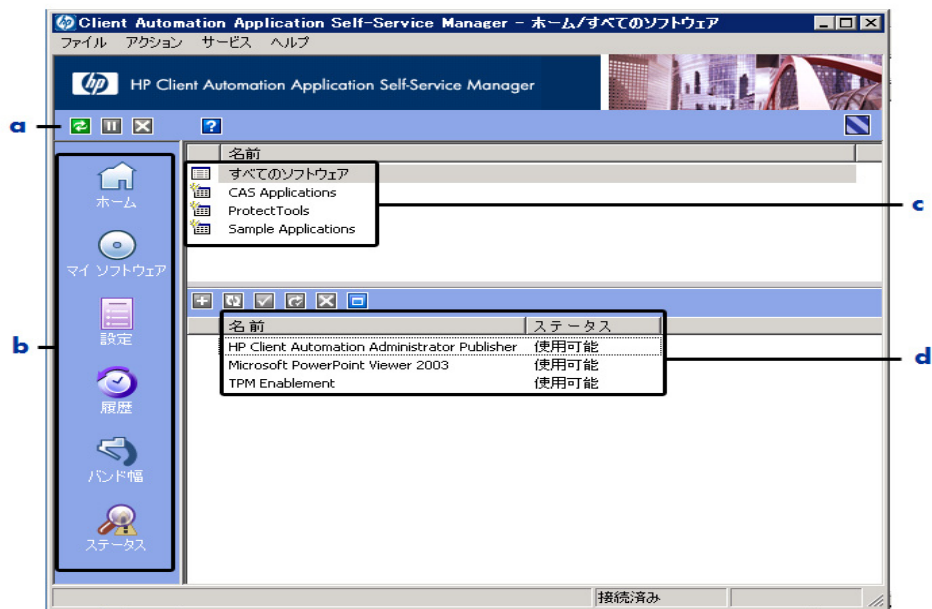 Client Automation Application Self-Service Manager - ホーム/すべてのソフトウェア
ファイル アクション サービス ヘルプ
hp HP Client Automation Application Self-Service Manager
a
名前
すべてのソフトウェア
CAS Applications
ProtectTools
Sample Applications
c
ホーム
マイ ソフトウェア
設定
履歴
バンド幅
ステータス
b
名前 ステータス
HP Client Automation Administrator Publisher 使用可能
Microsoft PowerPoint Viewer 2003 使用可能
TPM Enablement 使用可能
d
接続済み